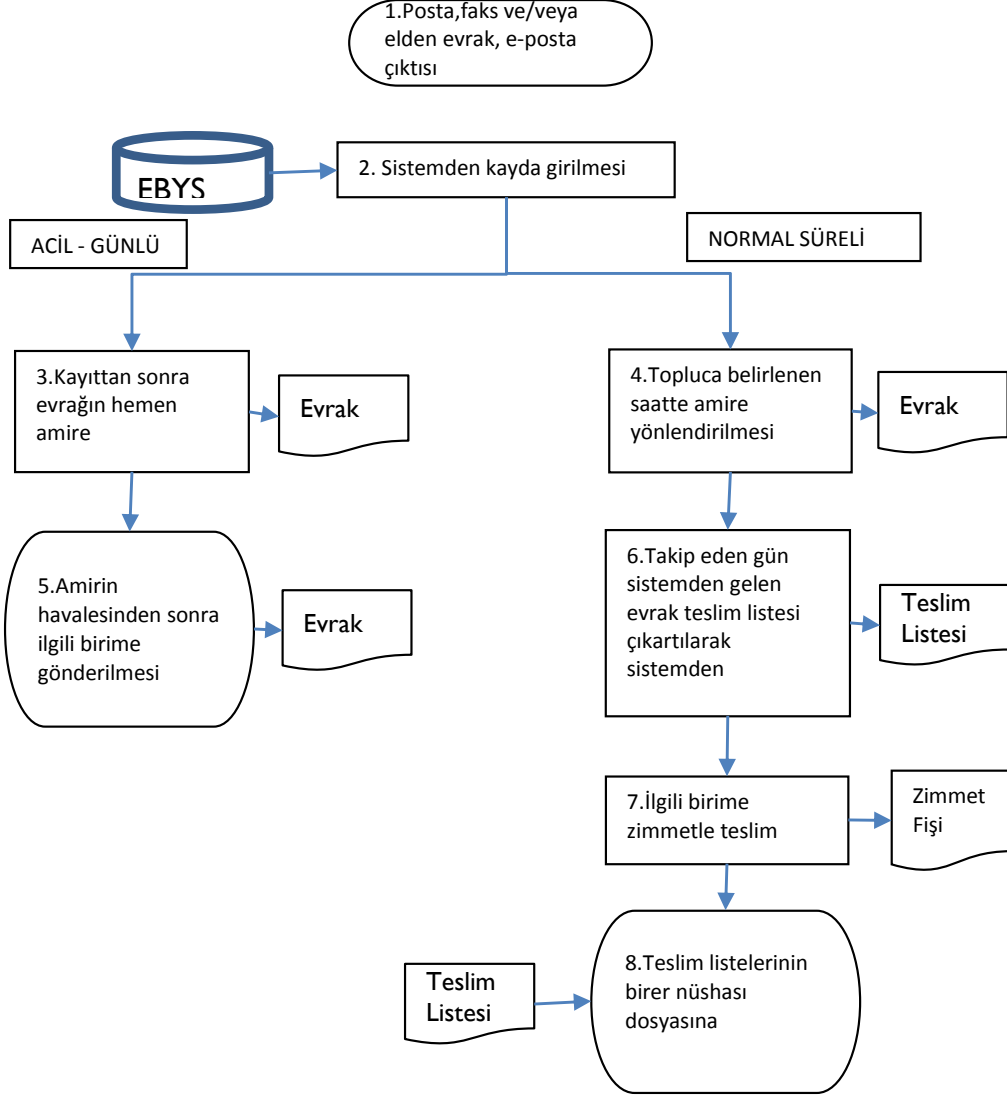 1.Posta,faks ve/veya
elden evrak, e-posta
çıktısı
EBYS
2. Sistemden kayda girilmesi
ACİL - GÜNLÜ
NORMAL SÜRELİ
3.Kayıttan sonra
evrağın hemen
amire
Evrak
4.Topluca belirlenen
saatte amire
yönlendirilmesi
Evrak
5.Amirin
havalesinden sonra
ilgili birime
gönderilmesi
Evrak
6.Takip eden gün
sistemden gelen
evrak teslim listesi
çıkartılarak
sistemden
Teslim
Listesi
7.İlgili birime
zimmetle teslim
Zimmet
Fişi
Teslim
Listesi
8.Teslim listelerinin
birer nüshası
dosyasına